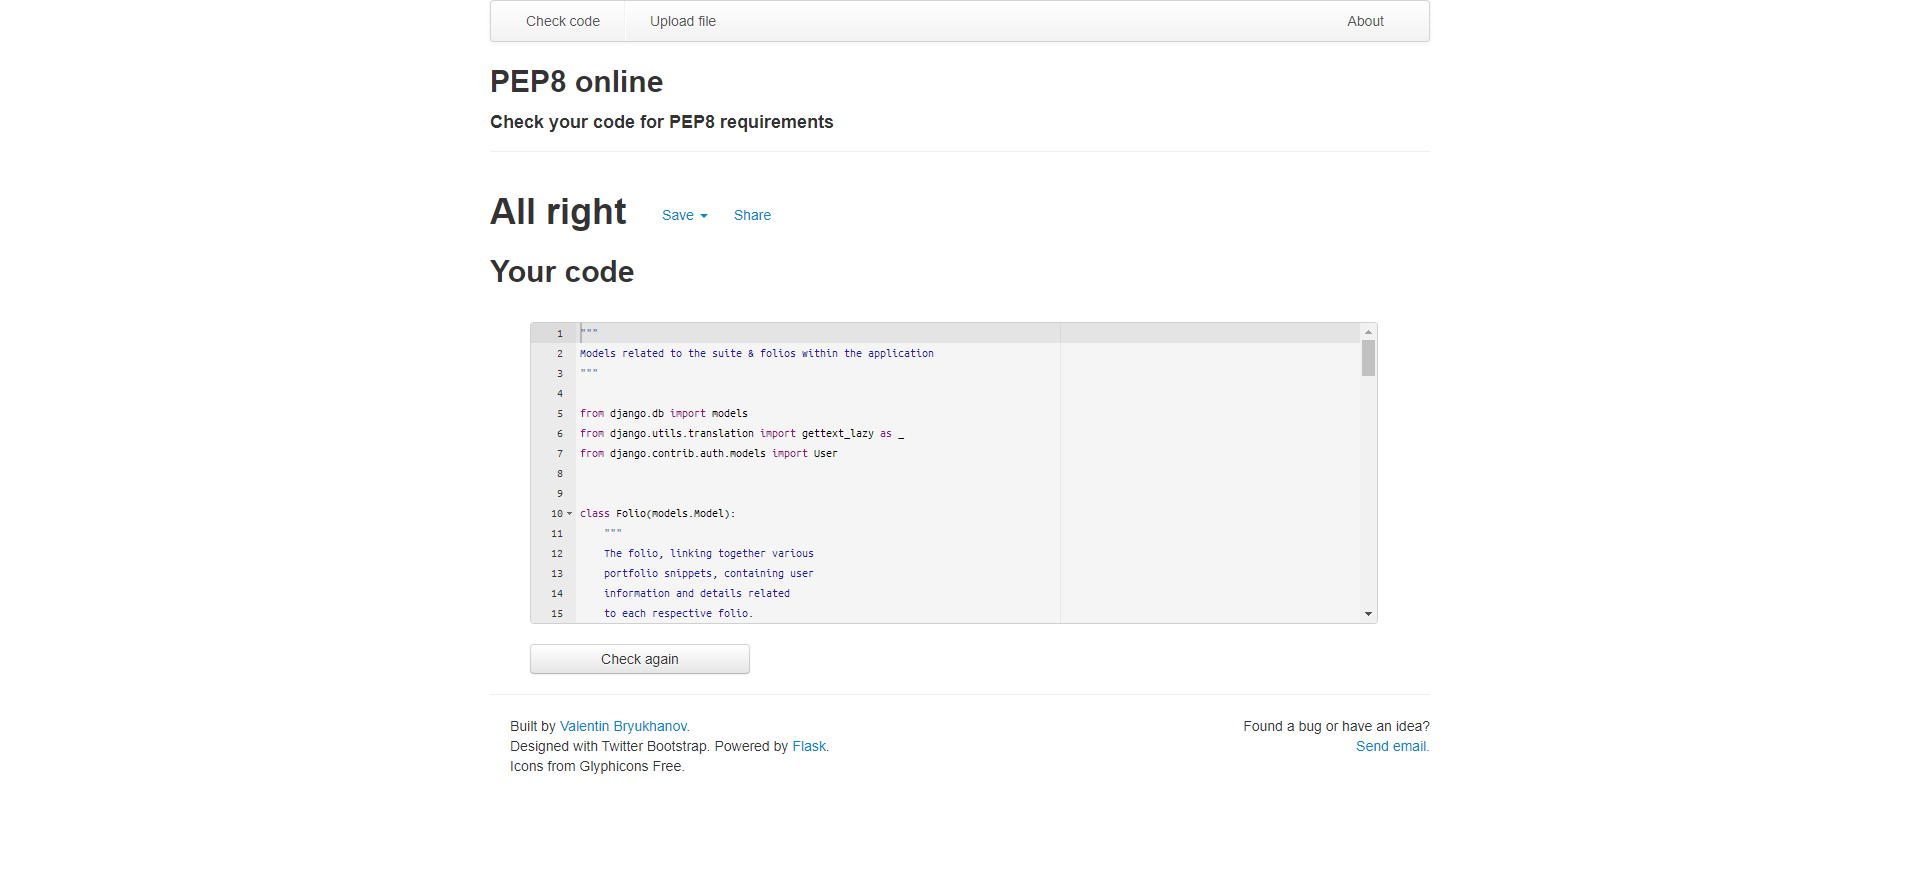 Check code Upload file About
PEP8 online
Check your code for PEP8 requirements
All right Save Share
Your code
1 """
2 Models related to the suite & folios within the application
3 """
4
5 from django.db import models
6 from django.utils.translation import gettext_lazy as _
7 from django.contrib.auth.models import User
8
9
10 class Folio(models.Model):
11 """
12 The folio, linking together various
13 portfolio snippets, containing user
14 information and details related
15 to each respective folio.
Check again
Built by Valentin Bryukhanov. Found a bug or have an idea?
Designed with Twitter Bootstrap. Powered by Flask. Send email.
Icons from Glyphicons Free.